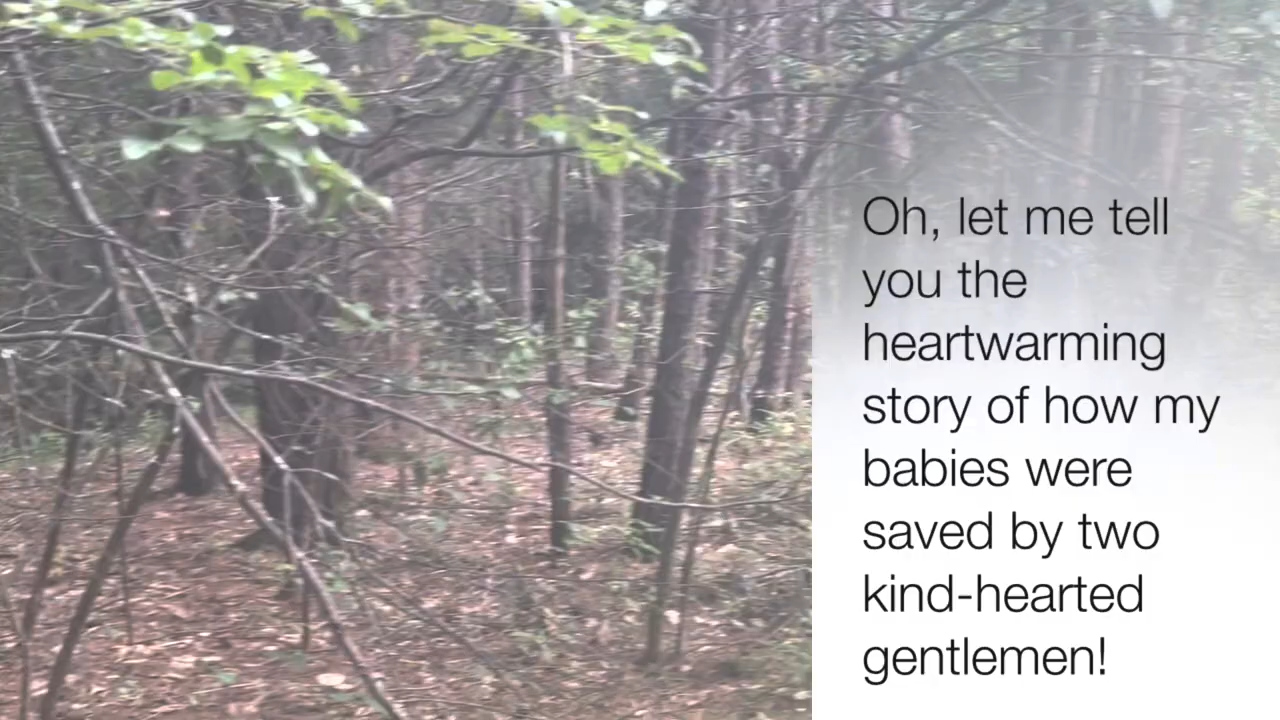 Oh, let me tell
you the
heartwarming
story of how my
babies were
saved by two
kind-hearted
gentlemen!